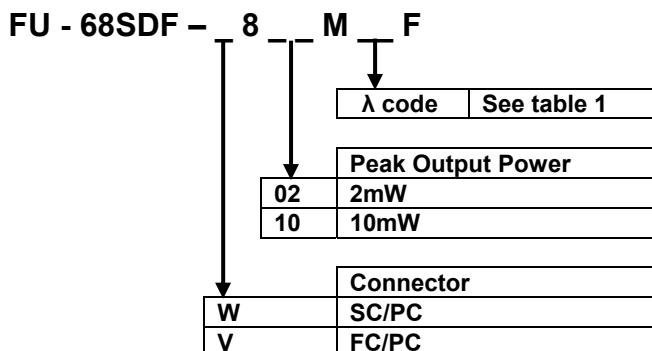 FU - 68SDF – _ 8 _ _ M __ F
λ code See table 1
Peak Output Power
02 2mW
10 10mW
Connector
W SC/PC
V FC/PC